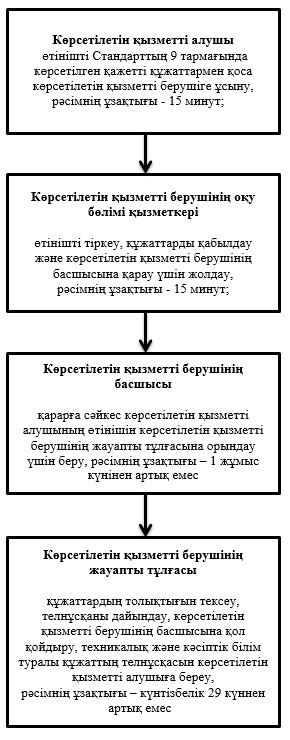 Көрсетілетін қызметті алушы
өтінішті Стандарттың 9 тармағында
көрсетілген қажетті құжаттармен қоса
көрсетілетін қызметті берушіге ұсыну,
рәсімнің ұзақтығы - 15 минут;
Көрсетілетін қызметті берушінің оқу
бөлімі қызметкері
өтінішті тіркеу, құжаттарды қабылдау
және көрсетілетін қызметті берушінің
басшысына қарау үшін жолдау,
рәсімнің ұзақтығы - 15 минут;
Көрсетілетін қызметті берушінің
басшысы
қарарға сәйкес көрсетілетін қызметті
алушының өтінішін көрсетілетін қызметті
берушінің жауапты тұлғасына орындау
үшін беру, рәсімнің ұзақтығы – 1 жұмыс
күнінен артық емес
Көрсетілетін қызметті берушінің
жауапты тұлғасы
құжаттардың толықтығын тексеу,
телнұсқаны дайындау, көрсетілетін
қызметті берушінің басшысына қол
қойдыру, техникалық және кәсіптік білім
туралы құжаттың телнұсқасын көрсетілетін
қызметті алушыға береу,
рәсімнің ұзақтығы – күнтізбелік 29 күннен
артық емес